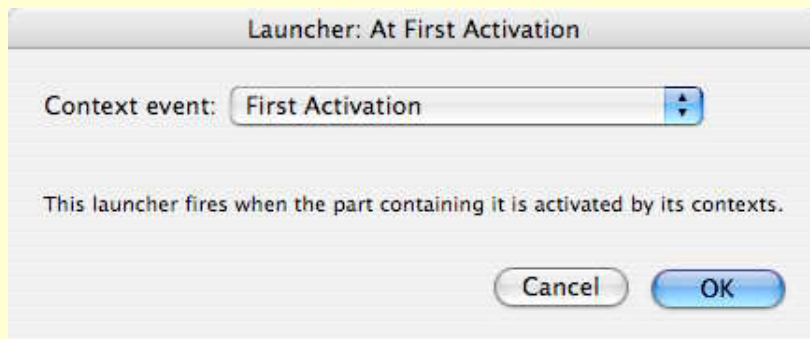 Launcher: At First Activation
Context event: First Activation
This launcher fires when the part containing it is activated by its contexts.
Cancel OK